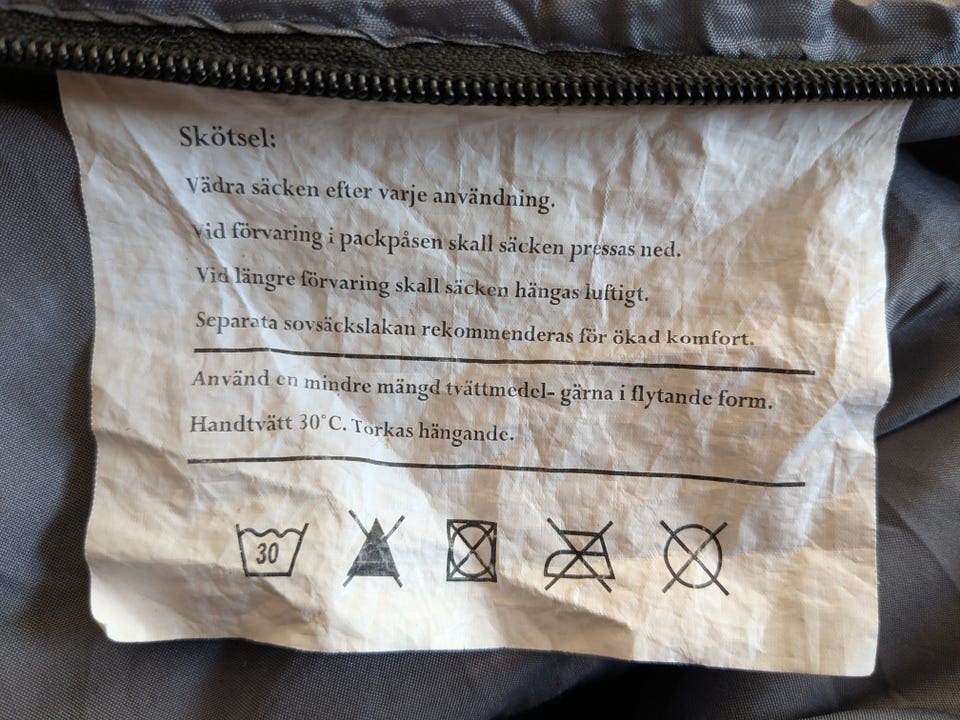 Skötsel:
Vädra säcken efter varje användning.
Vid förvaring i packpåsen skall säcken pressas ned.
Vid längre förvaring skall säcken hängas luftigt.
Separata sovsäckslakan rekommenderas för ökad komfort.
Använd en mindre mängd tvättmedel- gärna i flytande form.
Handtvätt 30°C. Torkas hängande.
30